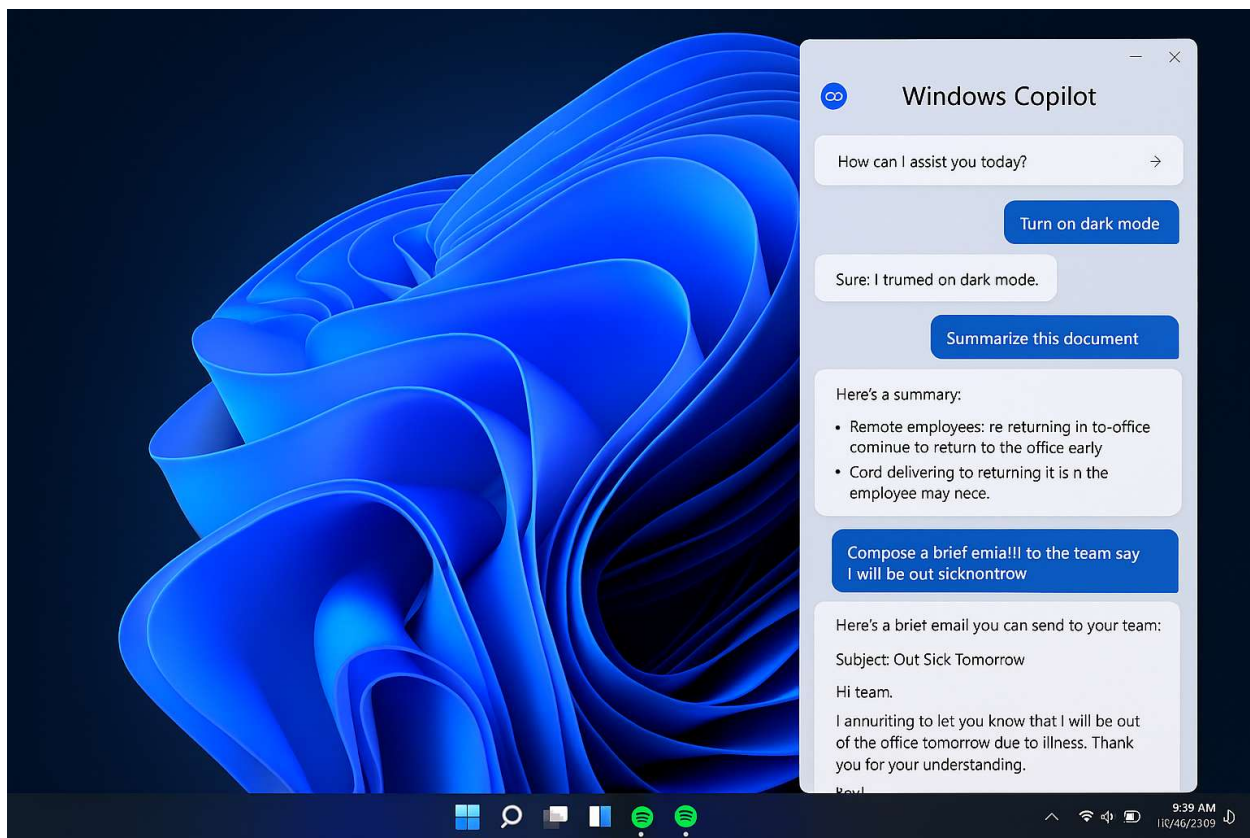 Windows Copilot
How can I assist you today?
Turn on dark mode
Sure: I trumed on dark mode.
Summarize this document
Here's a summary:
• Remote employees: re returning in to-office
cominue to return to the office early
• Cord delivering to returning it is n the
employee may nece.
Compose a brief emia!!l to the team say
I will be out sicknontrow
Here's a brief email you can send to your team:
Subject: Out Sick Tomorrow
Hi team.
I annuriting to let you know that I will be out
of the office tomorrow due to illness. Thank
you for your understanding.
9:39 AM